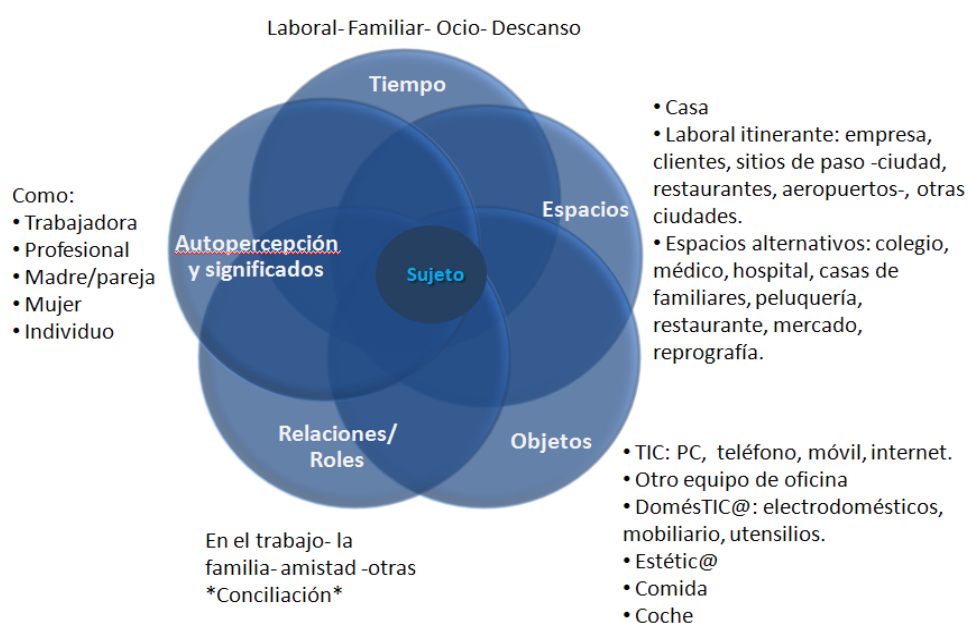 Laboral- Familiar- Ocio- Descanso
Tiempo
Espacios
• Casa
• Laboral itinerante: empresa,
clientes, sitios de paso -ciudad,
restaurantes, aeropuertos-, otras
ciudades.
• Espacios alternativos: colegio,
médico, hospital, casas de
familiares, peluquería,
restaurante, mercado,
reprografía.
Como:
• Trabajadora
• Profesional
• Madre/pareja
• Mujer
• Individuo
Autopercepción
y significados
Sujeto
Relaciones/
Roles
Objetos
• TIC: PC, teléfono, móvil, internet.
• Otro equipo de oficina
• DomésTIC@: electrodomésticos,
mobiliario, utensilios.
• Estétic@
• Comida
• Coche
En el trabajo- la
familia- amistad -otras
*Conciliación*